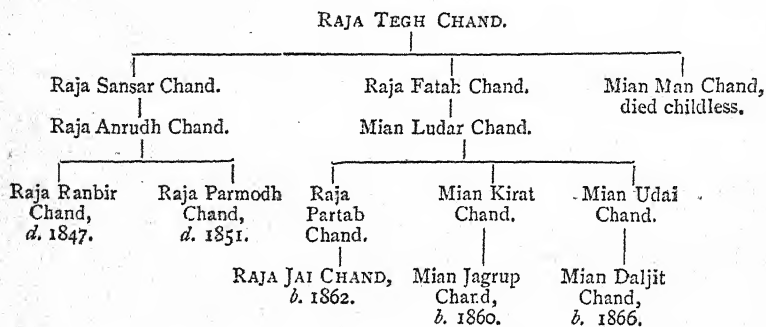 RAJA TEGH CHAND.
Raja Sansar Chand. Raja Fatah Chand. Mian Man Chand,
died childless.
Raja Anrudh Chand. Mian Ludar Chand.
Raja Ranbir Raja Parmodh Raja Mian Kirat Mian Udai
Chand, Chand, Partab Chand. Chand.
d. 1847. d. 1851. Chand.
RAJA JAI CHAND, Mian Jagrup Mian Daljit
b. 1862. Chand, Chand,
b. 1860. b. 1866.